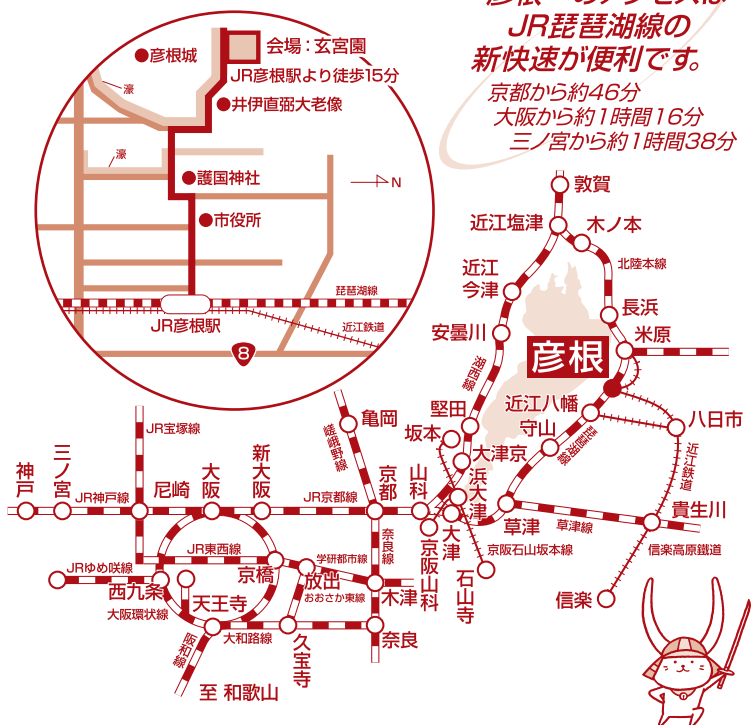 彦根へのアクセスは
JR琵琶湖線の
新快速が便利です。
京都から約46分
大阪から約1時間16分
三ノ宮から約1時間38分
会場：玄宮園
JR彦根駅より徒歩15分
彦根城
濠
井伊直弼大老像
濠
護国神社
N
市役所
琵琶湖線
JR彦根駅
近江鉄道
8
敦賀
近江塩津
木ノ本
北陸本線
近江
今津
長浜
安曇川
米原
湖西線
彦根
堅田
近江八幡
八日市
坂本
守山
琵琶湖線
近江鉄道
大津京
亀岡
嵯峨野線
JR宝塚線
神戸
三ノ宮
JR神戸線
尼崎
大阪
新大阪
JR京都線
京都
山科
浜大津
大津
草津
草津線
貴生川
信楽高原鐵道
京阪石山坂本線
京阪山科
石山寺
信楽
奈良線
JR東西線
学研都市線
JRゆめ咲線
京橋
放出
おおさか東線
木津
西九条
大阪環状線
天王寺
大和路線
久宝寺
奈良
阪和線
至 和歌山